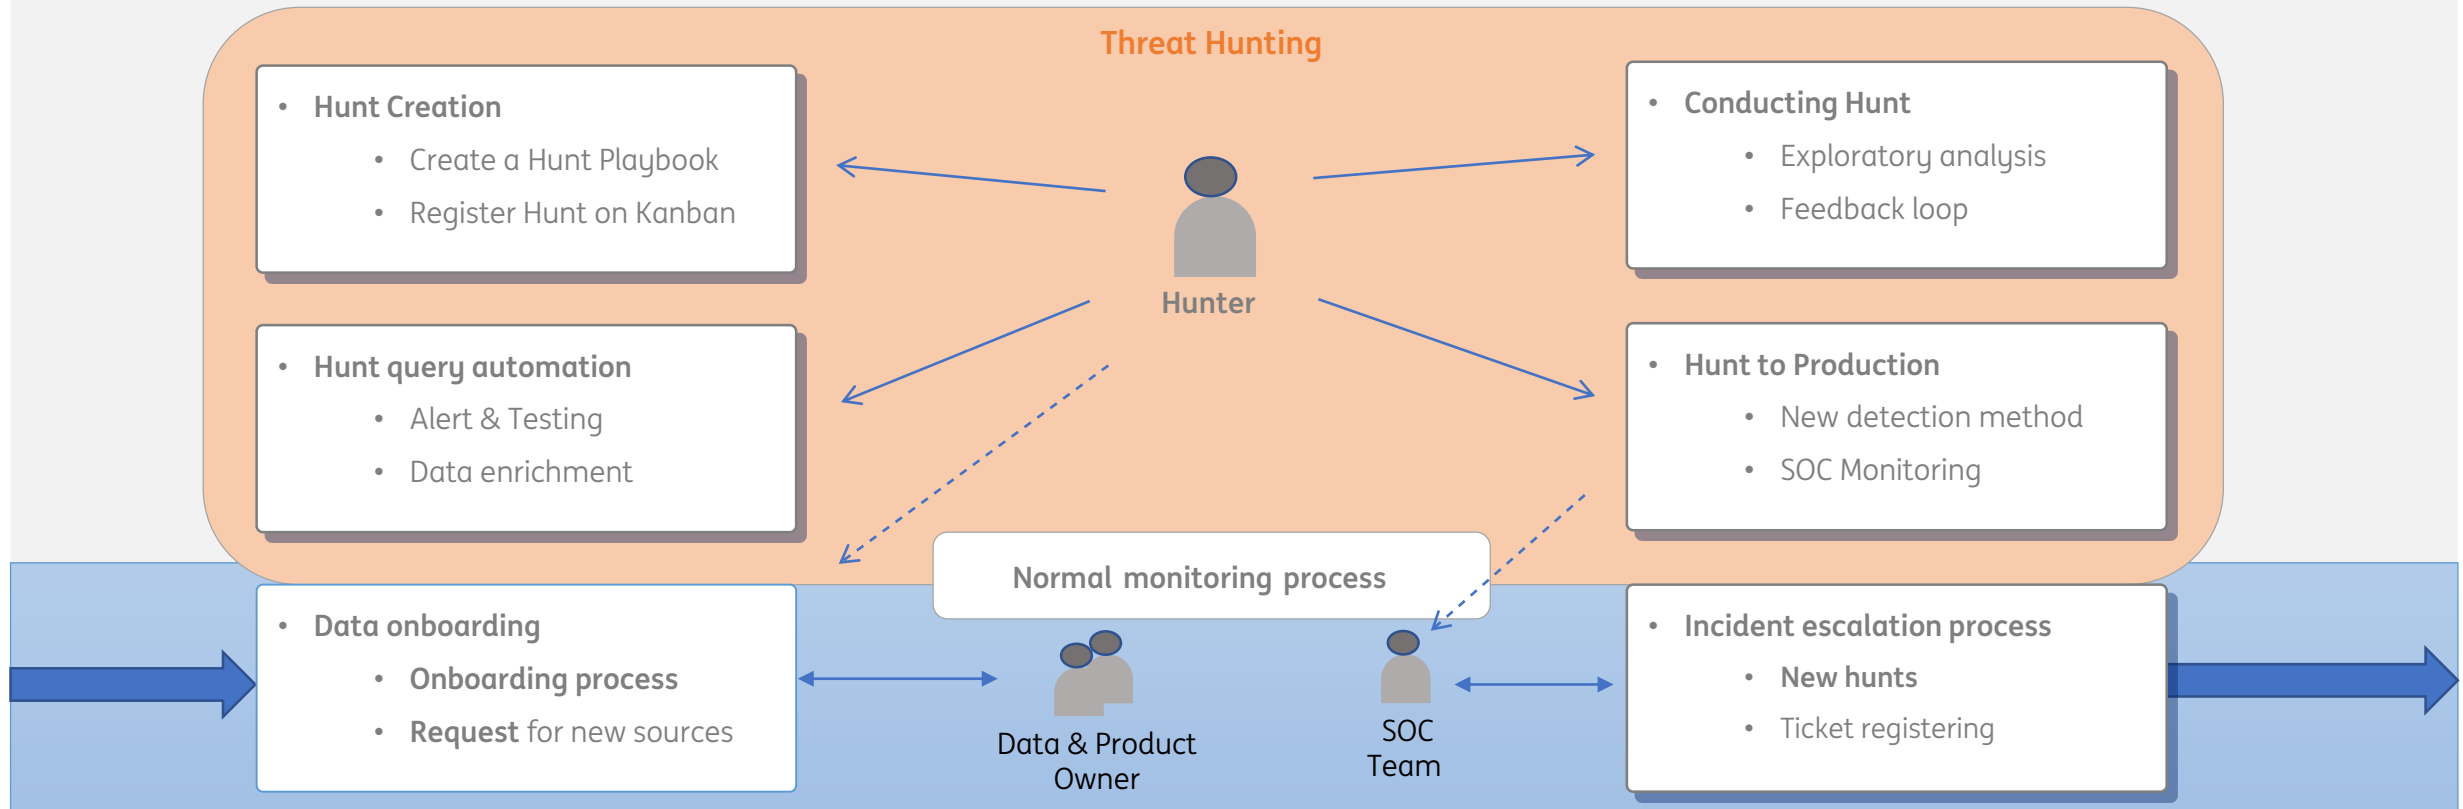 Threat Hunting
• Hunt Creation
• Create a Hunt Playbook
• Register Hunt on Kanban
• Conducting Hunt
• Exploratory analysis
• Feedback loop
Hunter
• Hunt query automation
• Alert & Testing
• Data enrichment
• Hunt to Production
• New detection method
• SOC Monitoring
Normal monitoring process
• Data onboarding
• Onboarding process
• Request for new sources
Data & Product
Owner
SOC
Team
• Incident escalation process
• New hunts
• Ticket registering